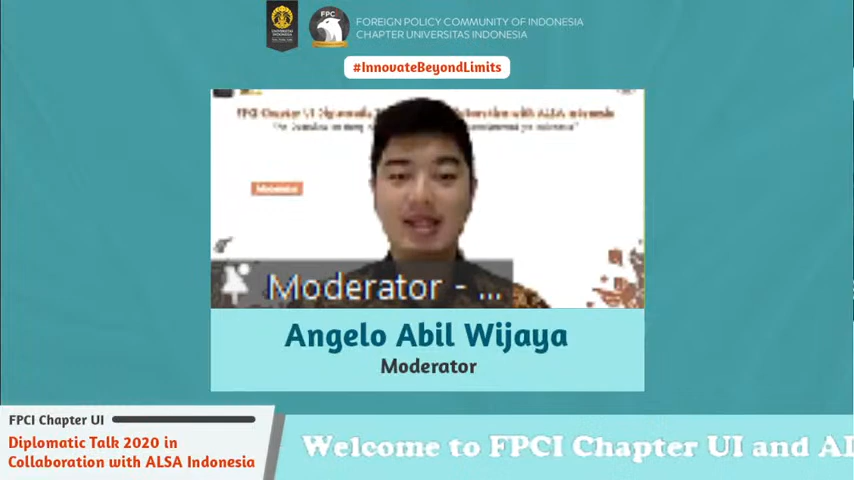 FPC
FOREIGN POLICY COMMUNITY OF INDONESIA
CHAPTER UNIVERSITAS INDONESIA
#InnovateBeyondLimits
Moderator
Moderator - ...
Angelo Abil Wijaya
Moderator
FPCI Chapter UI
Diplomatic Talk 2020 in
Collaboration with ALSA Indonesia
Welcome to FPCI Chapter UI and AL